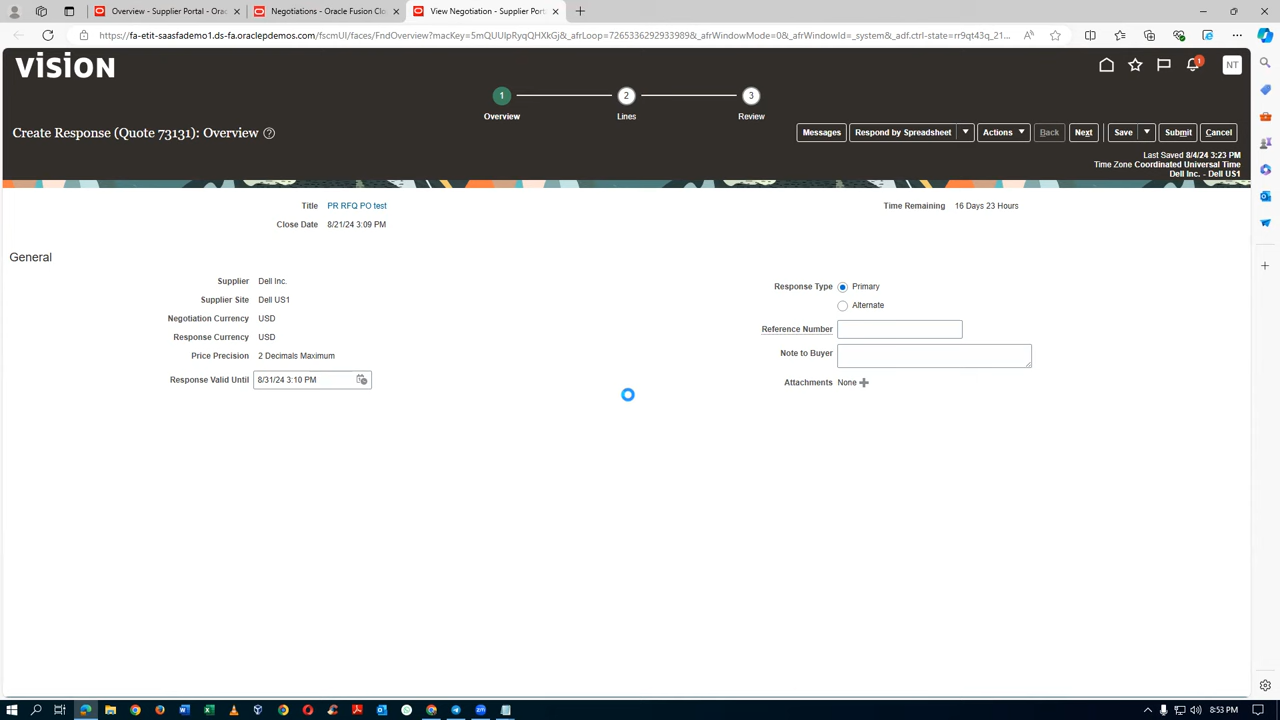 Overview - Supplier Portal - Orac
Negotiations - Oracle Fusion Clo
View Negotiation - Supplier Port
https://fa-etit-saasfademo1.ds-fa.oraclepdemos.com/fscmUI/faces/FndOverview?macKey=5mQUUlpRyqQHXkGj&_afrLoop=72653362929339898&_afrWindowMode=0&_afrWindowId=_system&_adf.ctrl-state=rr9qt43q_21...
VISION
1
NT
1 2 3
Overview Lines Review
Create Response (Quote 73131): Overview ?
Messages Respond by Spreadsheet Actions Back Next Save Submit Cancel
Last Saved 8/4/24 3:23 PM
Time Zone Coordinated Universal Time
Dell Inc. - Dell US1
Title PR RFQ PO test Time Remaining 16 Days 23 Hours
Close Date 8/21/24 3:09 PM
General
Supplier Dell Inc.
Response Type Primary
Supplier Site Dell US1
Alternate
Negotiation Currency USD
Reference Number
Response Currency USD
Note to Buyer
Price Precision 2 Decimals Maximum
Response Valid Until 8/31/24 3:10 PM
Attachments None
8:53 PM